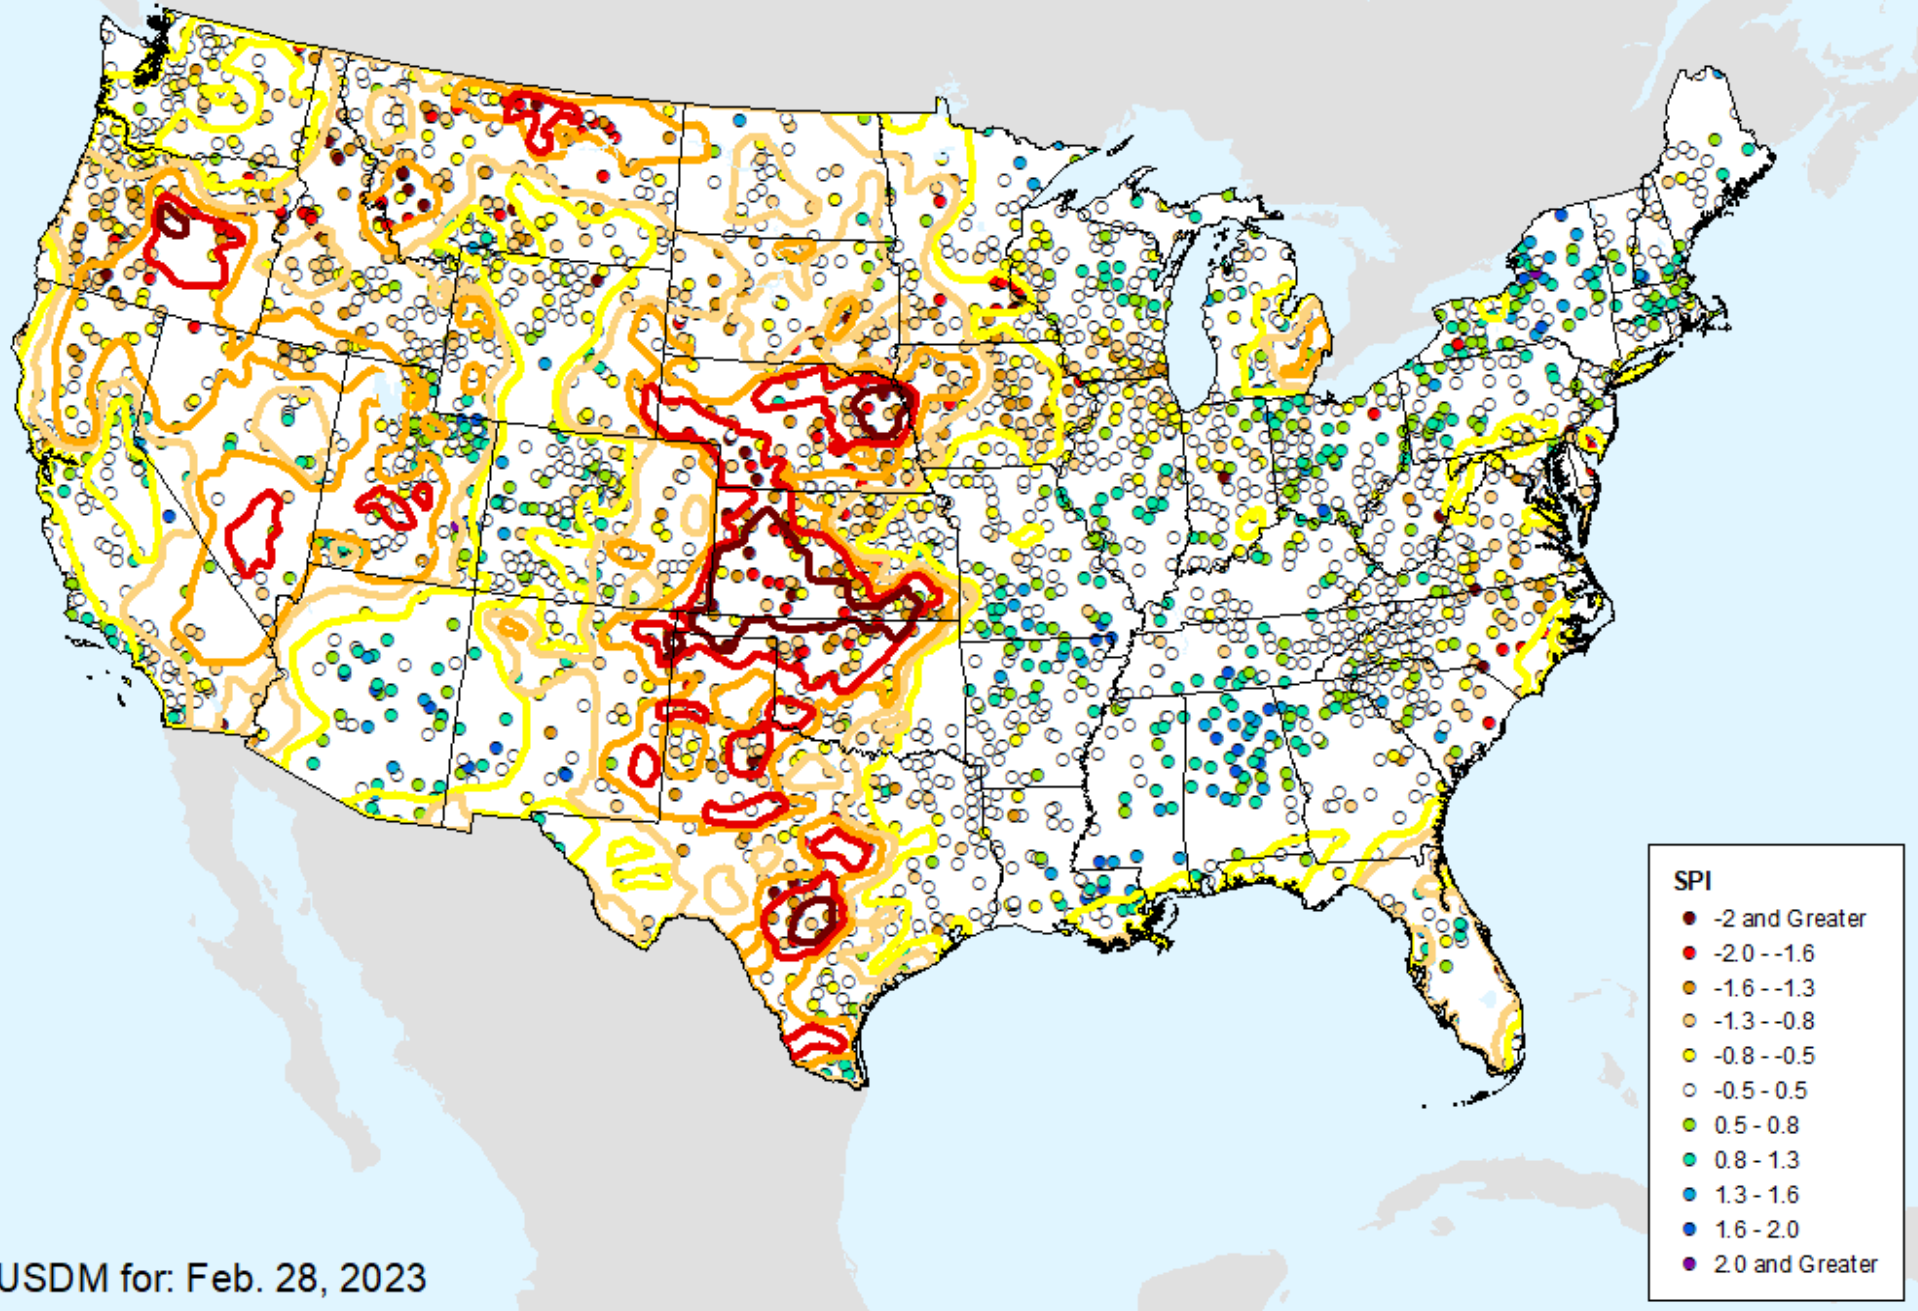 SPI
-2 and Greater
-2.0 - -1.6
-1.6 - -1.3
-1.3 - -0.8
-0.8 - -0.5
-0.5 - 0.5
0.5 - 0.8
0.8 - 1.3
1.3 - 1.6
1.6 - 2.0
2.0 and Greater
USDM for: Feb. 28, 2023